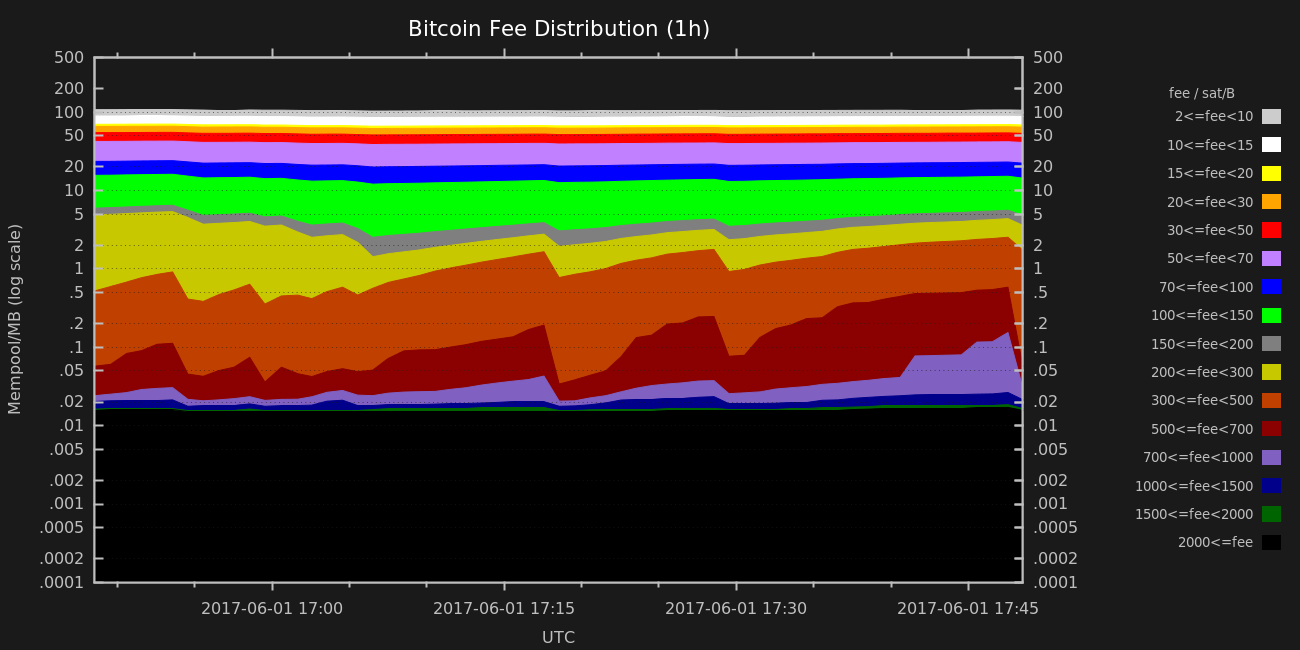 Bitcoin Fee Distribution (1h)
Mempool/MB (log scale)
500
200
100
50
20
10
5
2
1
.5
.2
.1
.05
.02
.01
.005
.002
.001
.0005
.0002
.0001
500
200
100
50
20
10
5
2
1
.5
.2
.1
.05
.02
.01
.005
.002
.001
.0005
.0002
.0001
2017-06-01 17:00 2017-06-01 17:15 2017-06-01 17:30 2017-06-01 17:45
UTC
fee / sat/B
2<=fee<10
10<=fee<15
15<=fee<20
20<=fee<30
30<=fee<50
50<=fee<70
70<=fee<100
100<=fee<150
150<=fee<200
200<=fee<300
300<=fee<500
500<=fee<700
700<=fee<1000
1000<=fee<1500
1500<=fee<2000
2000<=fee